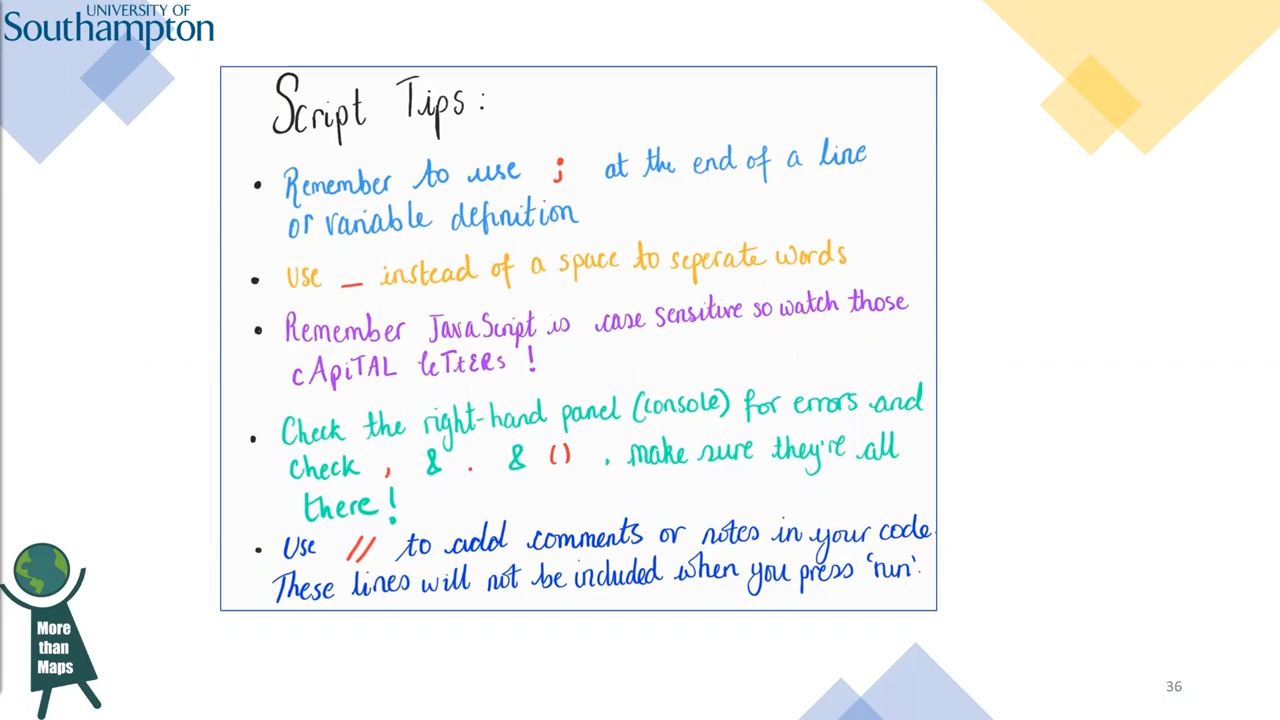 UNIVERSITY OF
Southampton
Script Tips:
• Remember to use ; at the end of a line
or variable definition
• Use _ instead of a space to seperate words
• Remember JavaScript is case sensitive so watch those
cApiTAL leTtERs !
• Check the right-hand panel (console) for errors and
check , & . & () , make sure they're all
there!
• Use // to add comments or notes in your code.
These lines will not be included when you press 'run'.
More
than
Maps
36